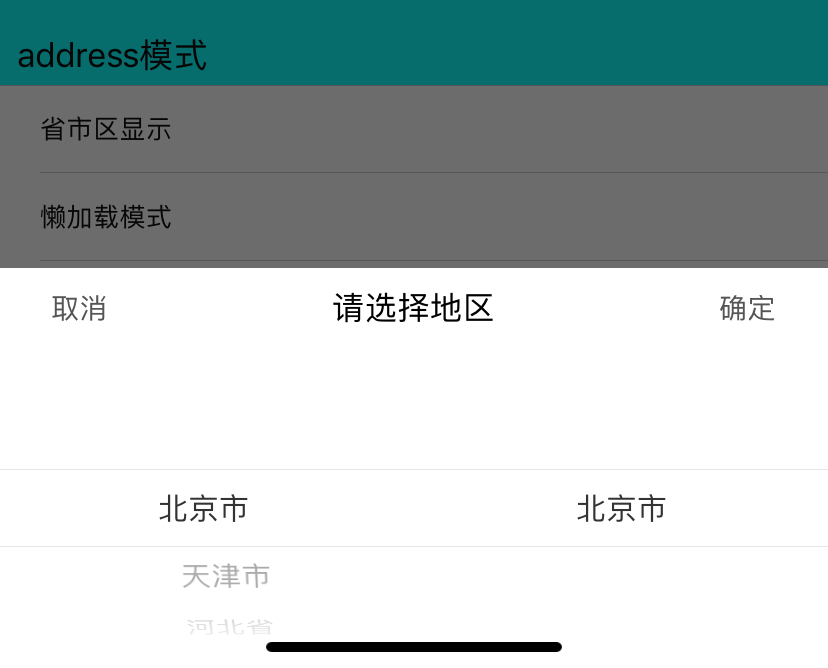 address模式
省市区显示
懒加载模式
取消 请选择地区 确定
北京市 北京市
天津市
河北省